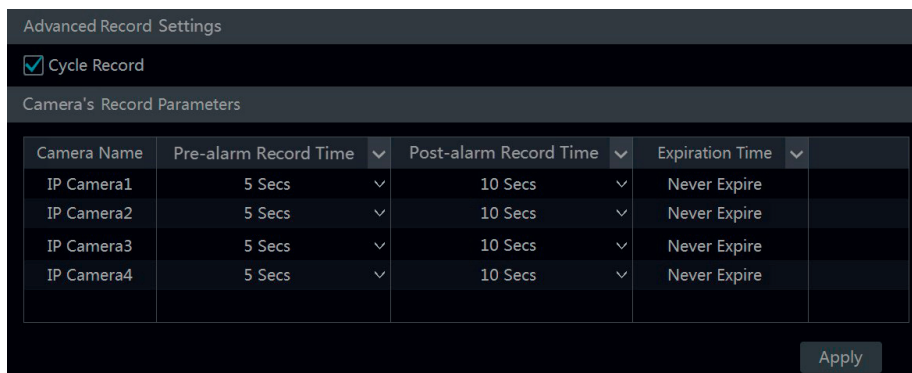 Advanced Record Settings
Cycle Record
Camera's Record Parameters
Camera Name Pre-alarm Record Time Post-alarm Record Time Expiration Time
IP Camera1 5 Secs 10 Secs Never Expire
IP Camera2 5 Secs 10 Secs Never Expire
IP Camera3 5 Secs 10 Secs Never Expire
IP Camera4 5 Secs 10 Secs Never Expire
Apply